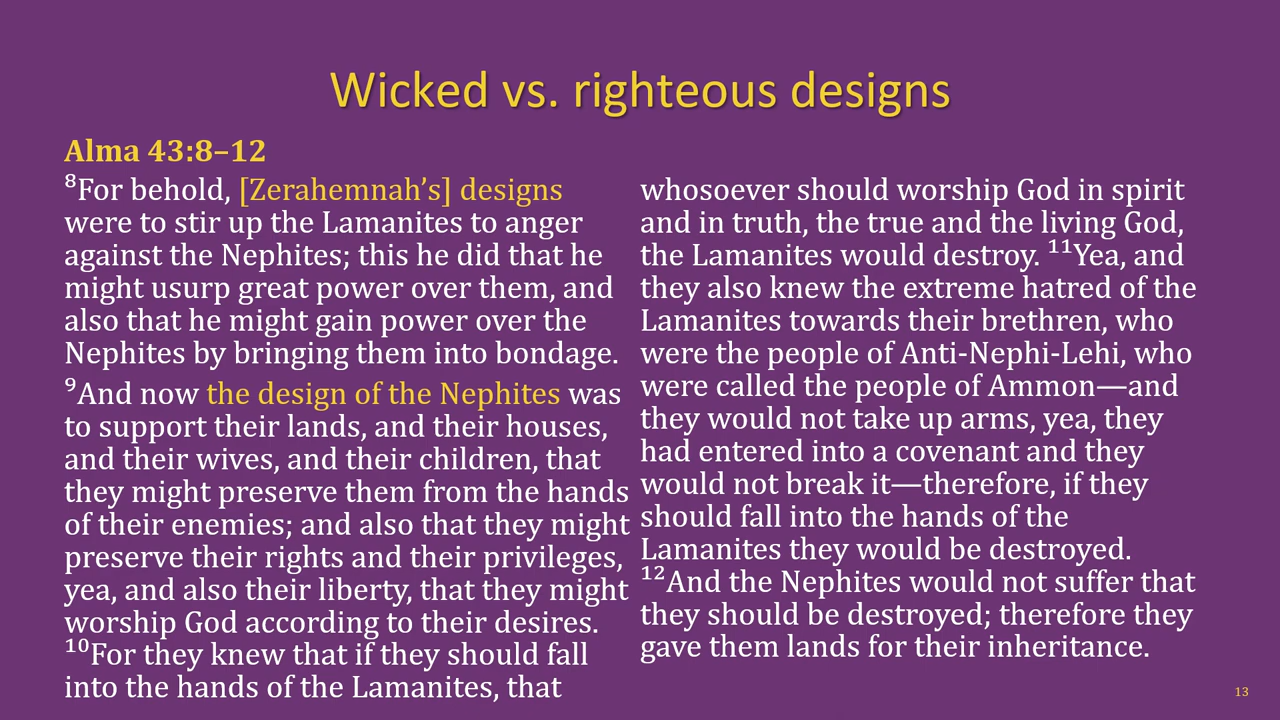 Wicked vs. righteous designs
Alma 43:8–12
⁸For behold, [Zerahemnah’s] designs
were to stir up the Lamanites to anger
against the Nephites; this he did that he
might usurp great power over them, and
also that he might gain power over the
Nephites by bringing them into bondage.
⁹And now the design of the Nephites was
to support their lands, and their houses,
and their wives, and their children, that
they might preserve them from the hands
of their enemies; and also that they might
preserve their rights and their privileges,
yea, and also their liberty, that they might
worship God according to their desires.
¹⁰For they knew that if they should fall
into the hands of the Lamanites, that
whosoever should worship God in spirit
and in truth, the true and the living God,
the Lamanites would destroy. ¹¹Yea, and
they also knew the extreme hatred of the
Lamanites towards their brethren, who
were the people of Anti-Nephi-Lehi, who
were called the people of Ammon—and
they would not take up arms, yea, they
had entered into a covenant and they
would not break it—therefore, if they
should fall into the hands of the
Lamanites they would be destroyed.
¹²And the Nephites would not suffer that
they should be destroyed; therefore they
gave them lands for their inheritance.
13